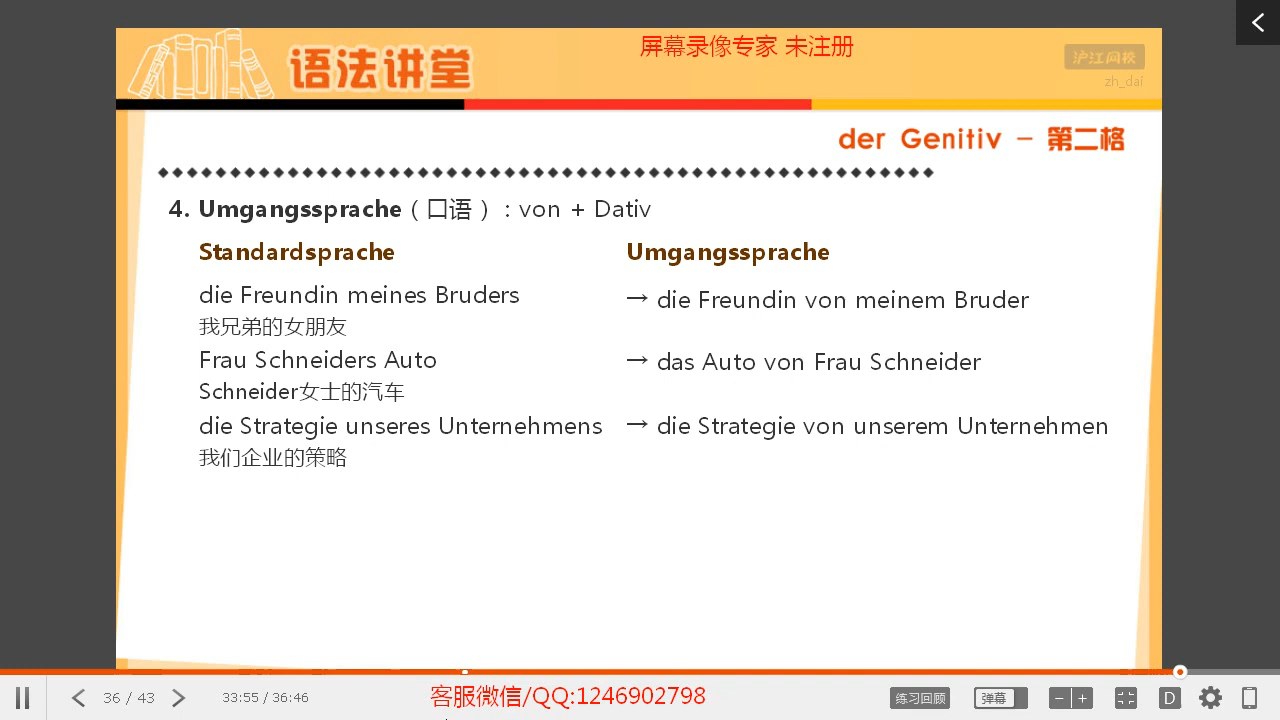 语法讲堂
屏幕录像专家 未注册
沪江网校
zh_dai
der Genitiv – 第二格
4. Umgangssprache（口语）: von + Dativ
Standardsprache
Umgangssprache
die Freundin meines Bruders
→ die Freundin von meinem Bruder
我兄弟的女朋友
Frau Schneiders Auto
→ das Auto von Frau Schneider
Schneider女士的汽车
die Strategie unseres Unternehmens
→ die Strategie von unserem Unternehmen
我们企业的策略
36 / 43
33:55 / 36:46
客服微信/QQ:1246902798
练习回顾
弹幕
D